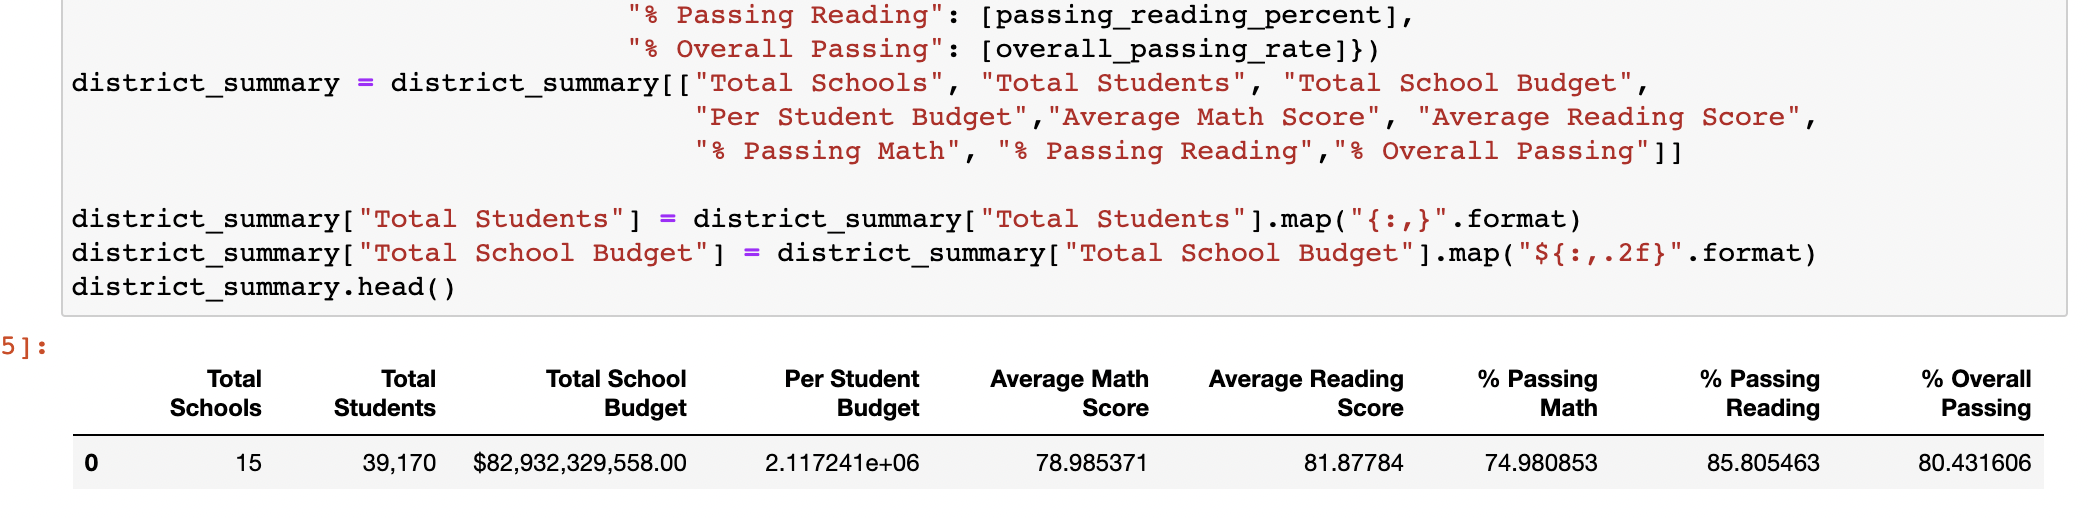 "% Passing Reading": [passing_reading_percent],
"% Overall Passing": [overall_passing_rate]})
district_summary = district_summary[["Total Schools", "Total Students", "Total School Budget",
"Per Student Budget","Average Math Score", "Average Reading Score",
"% Passing Math", "% Passing Reading","% Overall Passing"]]
district_summary["Total Students"] = district_summary["Total Students"].map("{:,}".format)
district_summary["Total School Budget"] = district_summary["Total School Budget"].map("${:,.2f}".format)
district_summary.head()
5]:
Total Schools Total Students Total School Budget Per Student Budget Average Math Score Average Reading Score % Passing Math % Passing Reading % Overall Passing
0 15 39,170 $82,932,329,558.00 2.117241e+06 78.985371 81.87784 74.980853 85.805463 80.431606